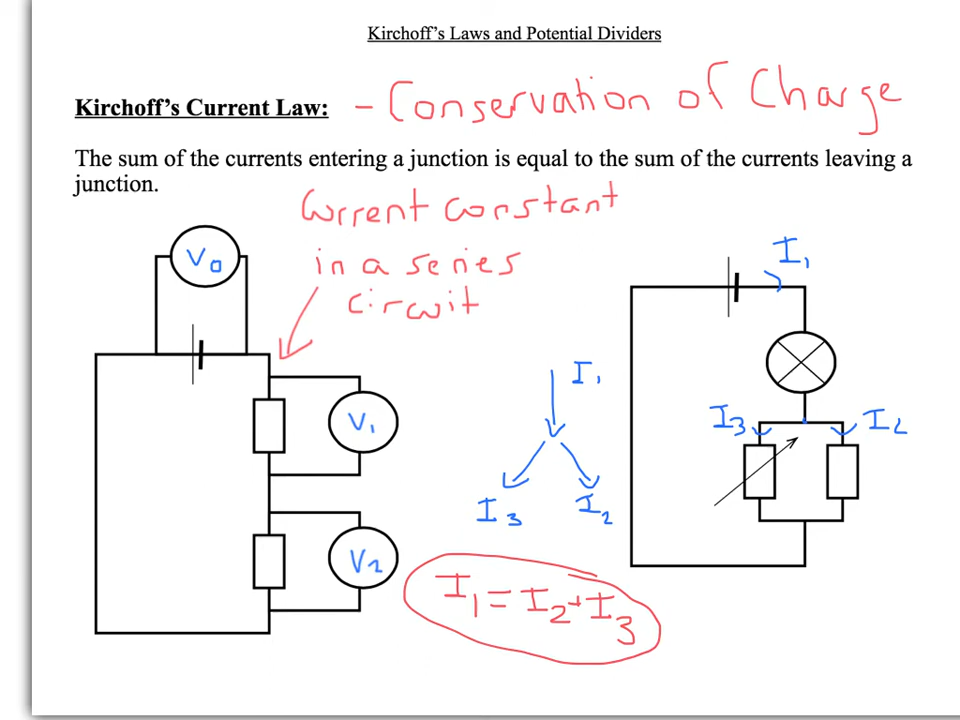 Kirchoff's Laws and Potential Dividers
Kirchoff's Current Law: - Conservation of Charge
The sum of the currents entering a junction is equal to the sum of the currents leaving a
junction.
Current constant
in a series
circuit
V0
I1
I1
V1
I3
I2
I3
I2
V2
I1 = I2 + I3